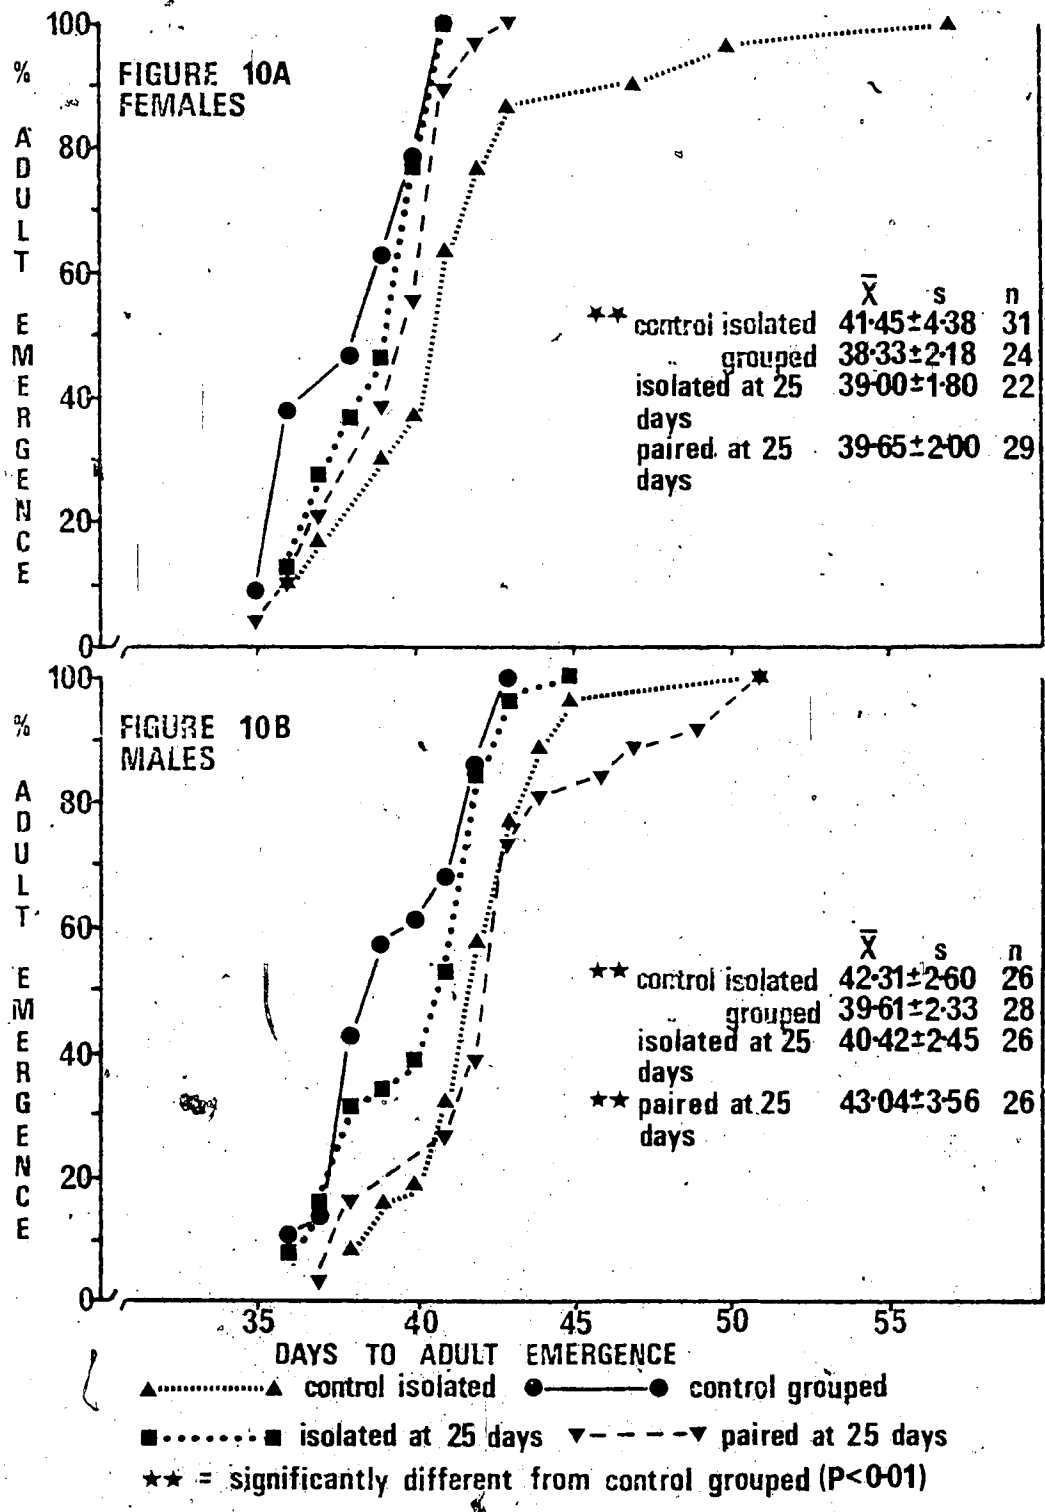 100
FIGURE 10A
FEMALES
% ADULT EMERGENCE
80
60
40
20
0
X̄ s n
★★ control isolated 41·45±4·38 31
grouped 38·33±2·18 24
isolated at 25 39·00±1·80 22
days
paired at 25 39·65±2·00 29
days
100
FIGURE 10B
MALES
% ADULT EMERGENCE
80
60
40
20
0
X̄ s n
★★ control isolated 42·31±2·60 26
grouped 39·61±2·33 28
isolated at 25 40·42±2·45 26
days
★★ paired at 25 43·04±3·56 26
days
35 40 45 50 55
DAYS TO ADULT EMERGENCE
control isolated control grouped
isolated at 25 days paired at 25 days
★★ = significantly different from control grouped (P<0·01)